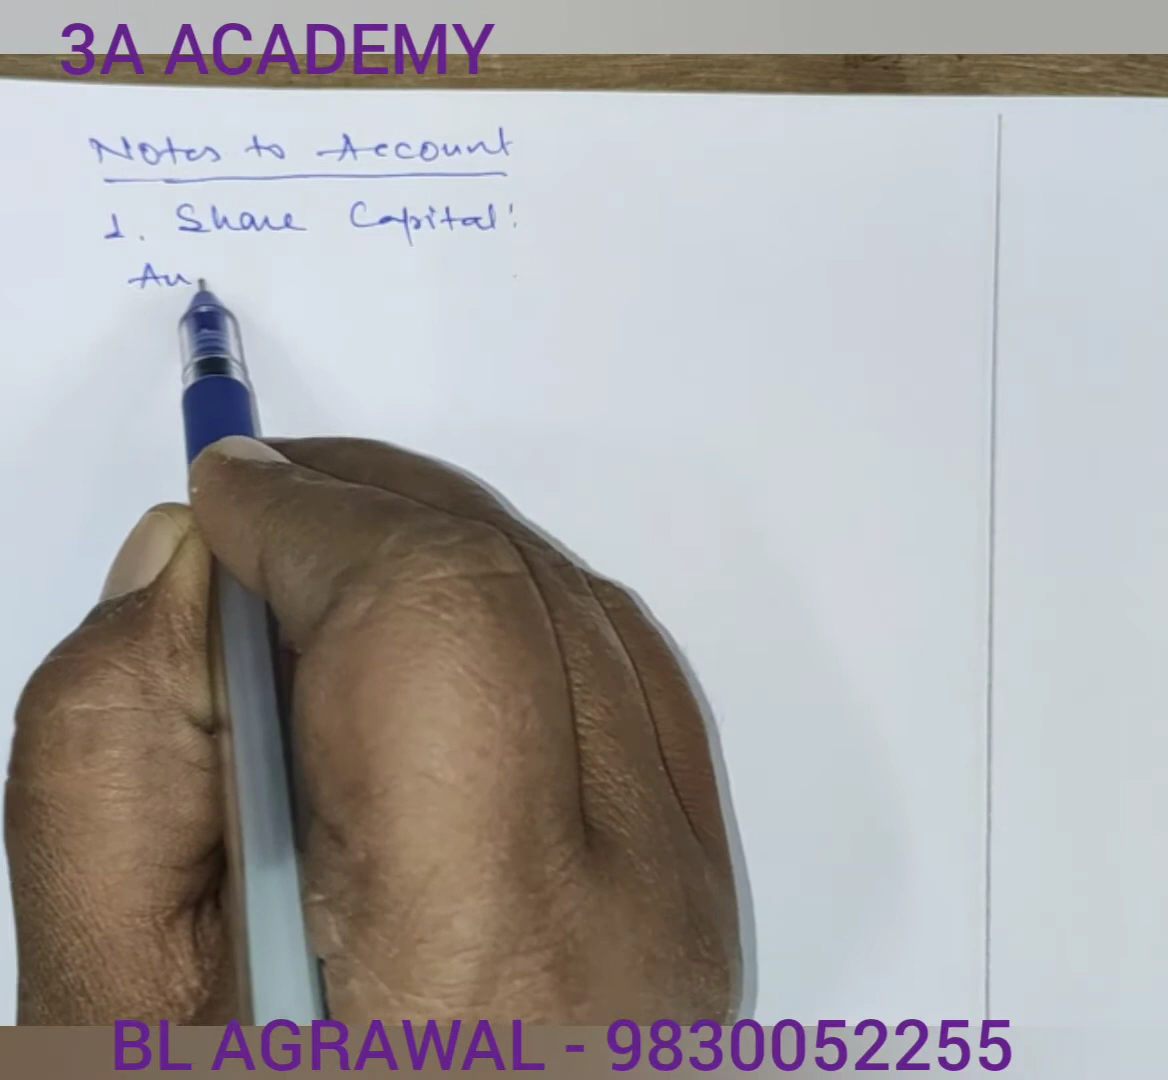 3A ACADEMY
Notes to Account
1. Share Capital:
Au
BL AGRAWAL - 9830052255